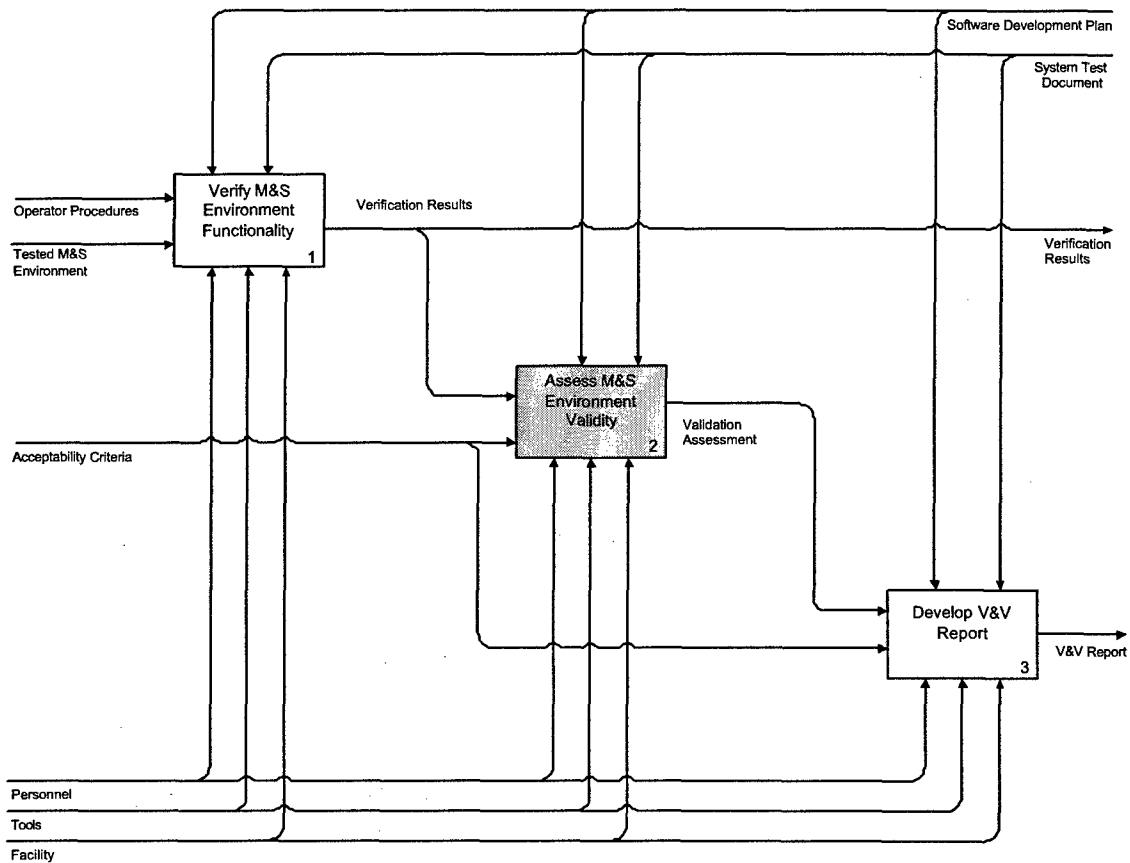 Software Development Plan
System Test
Document
Verify M&S
Environment
Functionality
1
Operator Procedures
Tested M&S
Environment
Verification Results
Verification
Results
Assess M&S
Environment
Validity
2
Validation
Assessment
Acceptability Criteria
Develop V&V
Report
3
V&V Report
Personnel
Tools
Facility